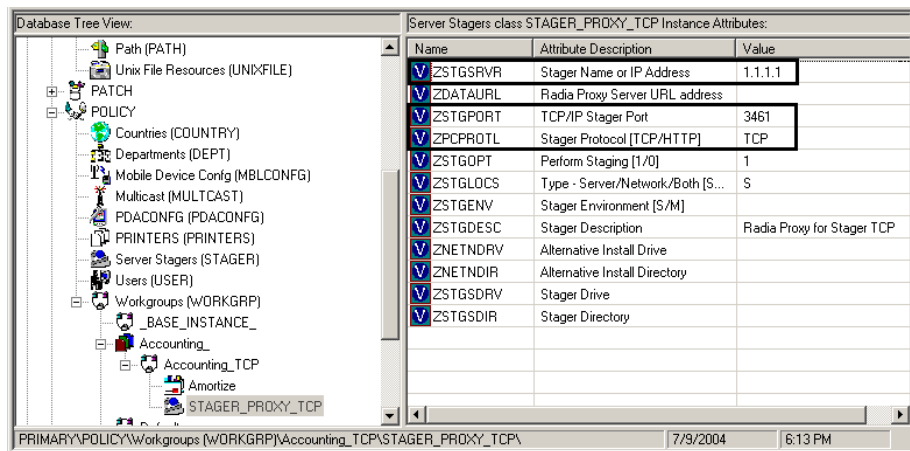 Database Tree View:
Path (PATH)
Unix File Resources (UNIXFILE)
PATCH
POLICY
Countries (COUNTRY)
Departments (DEPT)
Mobile Device Confg (MBLCONFG)
Multicast (MULTCAST)
PDACONFG (PDACONFG)
PRINTERS (PRINTERS)
Server Stagers (STAGER)
Users (USER)
Workgroups (WORKGRP)
_BASE_INSTANCE_
Accounting_
Accounting_TCP
Amortize
STAGER_PROXY_TCP
Server Stagers class STAGER_PROXY_TCP Instance Attributes:
Name Attribute Description Value
V ZSTGSRVR Stager Name or IP Address 1.1.1.1
V ZDATAURL Radia Proxy Server URL address
V ZSTGPORT TCP/IP Stager Port 3461
V ZPCPROTL Stager Protocol [TCP/HTTP] TCP
V ZSTGOPT Perform Staging [1/0] 1
V ZSTGLOCS Type - Server/Network/Both [S... S
V ZSTGENV Stager Environment [S/M]
V ZSTGDESC Stager Description Radia Proxy for Stager TCP
V ZNETNDRV Alternative Install Drive
V ZNETNDIR Alternative Install Directory
V ZSTGSDRV Stager Drive
V ZSTGSDIR Stager Directory
PRIMARY\POLICY\Workgroups (WORKGRP)\Accounting_TCP\STAGER_PROXY_TCP\ 7/9/2004 6:13 PM